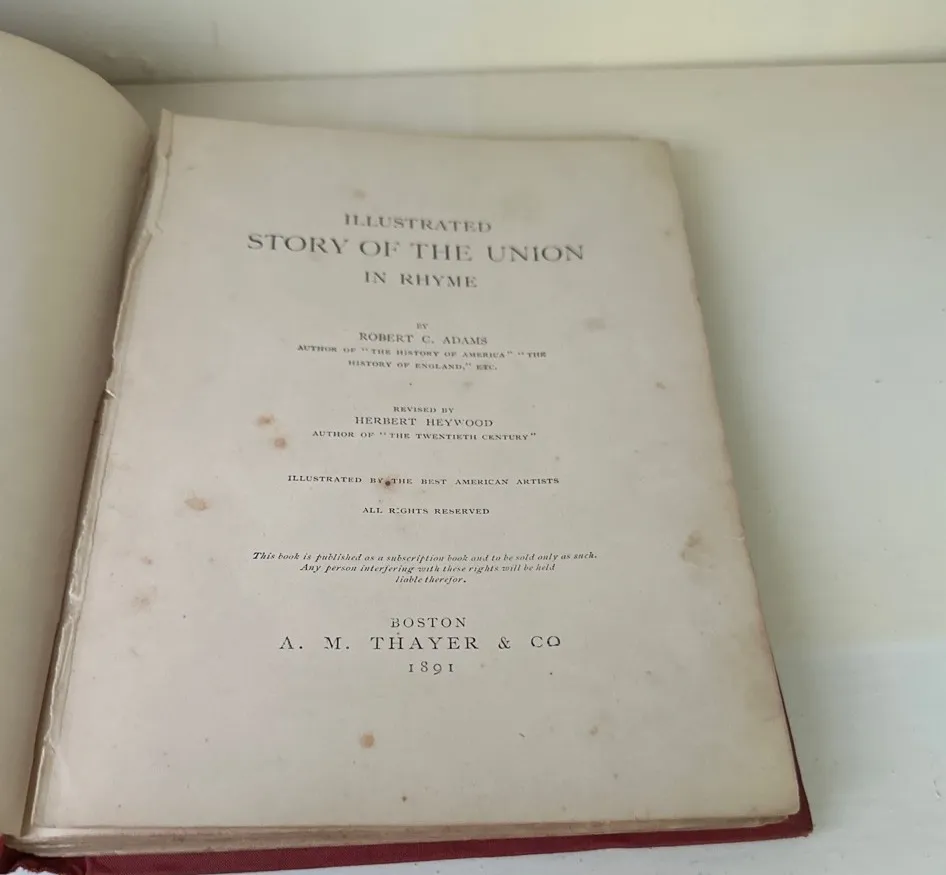 ILLUSTRATED
STORY OF THE UNION
IN RHYME
BY
ROBERT C. ADAMS
AUTHOR OF "THE HISTORY OF AMERICA" "THE
HISTORY OF ENGLAND," ETC.
REVISED BY
HERBERT HEYWOOD
AUTHOR OF "THE TWENTIETH CENTURY"
ILLUSTRATED BY THE BEST AMERICAN ARTISTS
ALL RIGHTS RESERVED
This book is published as a subscription book and to be sold only as such.
Any person interfering with these rights will be held
liable therefor.
BOSTON
A. M. THAYER & CO
1891